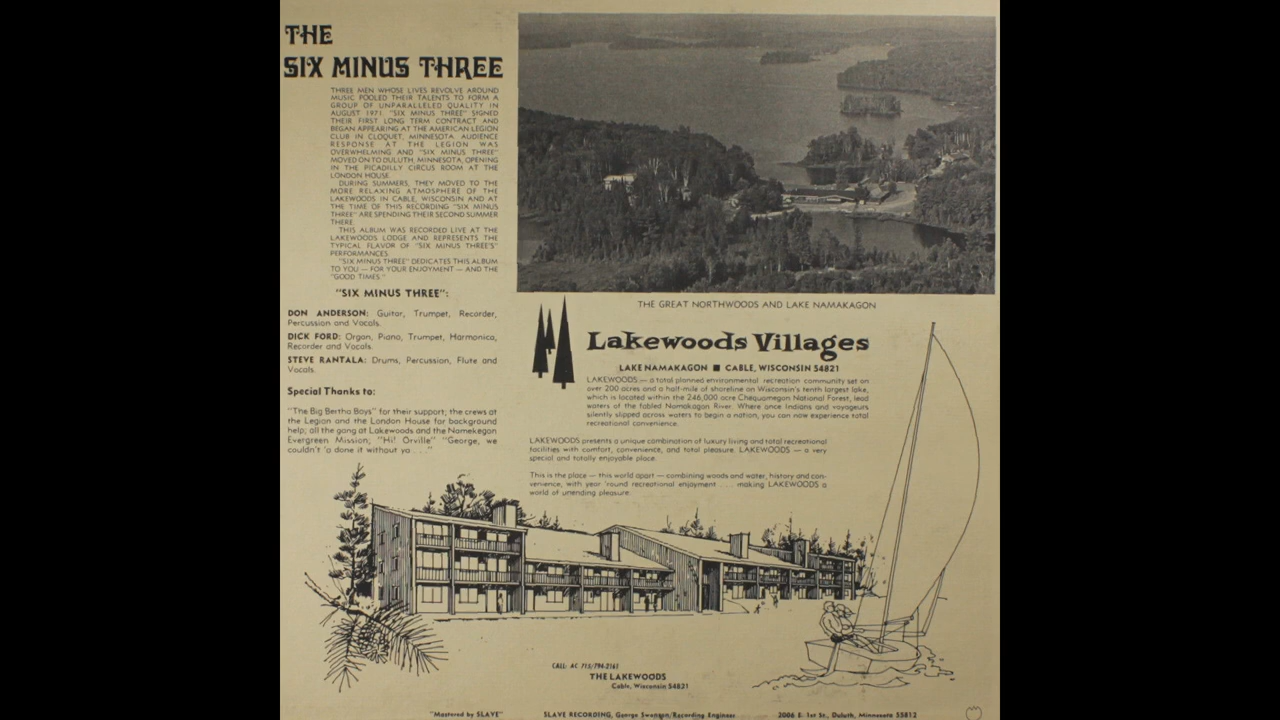 THE
SIX MINUS THREE
THREE MEN WHOSE LIVES REVOLVE AROUND
MUSIC POOLED THEIR TALENTS TO FORM A
GROUP OF UNPARALLELED QUALITY IN
AUGUST 1971. "SIX MINUS THREE" SIGNED
THEIR FIRST LONG TERM CONTRACT AND
BEGAN APPEARING AT THE AMERICAN LEGION
CLUB IN CLOQUET, MINNESOTA. AUDIENCE
RESPONSE AT THE LEGION WAS
OVERWHELMING AND "SIX MINUS THREE"
MOVED ON TO DULUTH, MINNESOTA, OPENING
IN THE PICADILLY CIRCUS ROOM AT THE
LONDON HOUSE.
DURING SUMMERS, THEY MOVED TO THE
MORE RELAXING ATMOSPHERE OF THE
LAKEWOODS IN CABLE, WISCONSIN AND AT
THE TIME OF THIS RECORDING "SIX MINUS
THREE" ARE SPENDING THEIR SECOND SUMMER
THERE.
THIS ALBUM WAS RECORDED LIVE AT THE
LAKEWOODS LODGE AND REPRESENTS THE
TYPICAL FLAVOR OF "SIX MINUS THREE'S"
PERFORMANCES.
"SIX MINUS THREE" DEDICATES THIS ALBUM
TO YOU — FOR YOUR ENJOYMENT — AND THE
"GOOD TIMES."
"SIX MINUS THREE":
DON ANDERSON: Guitar, Trumpet, Recorder,
Percussion and Vocals.
DICK FORD: Organ, Piano, Trumpet, Harmonica,
Recorder and Vocals.
STEVE RANTALA: Drums, Percussion, Flute and
Vocals.
Special Thanks to:
"The Big Bertha Boys" for their support; the crews at
the Legion and the London House for background
help; all the gang at Lakewoods and the Namekegon
Evergreen Mission; "Hi! Orville" "George, we
couldn't 'a done it without ya . . ."
THE GREAT NORTHWOODS AND LAKE NAMAKAGON
Lakewoods Villages
LAKE NAMAKAGON ■ CABLE, WISCONSIN 54821
LAKEWOODS — a total planned environmental recreation community set on
over 200 acres and a half-mile of shoreline on Wisconsin's tenth largest lake,
which is located within the 246,000 acre Chequamegon National Forest, lead
waters of the fabled Namakagon River. Where once Indians and voyageurs
silently slipped across waters to begin a nation, you can now experience total
recreational convenience.
LAKEWOODS presents a unique combination of luxury living and total recreational
facilities with comfort, convenience, and total pleasure. LAKEWOODS — a very
special and totally enjoyable place.
This is the place — this world apart — combining woods and water, history and con-
venience, with year 'round recreational enjoyment . . . making LAKEWOODS a
world of unending pleasure.
CALL: AC 715/794-2161
THE LAKEWOODS
Cable, Wisconsin 54821
"Mastered by SLAVE" SLAVE RECORDING, George Swanson/Recording Engineer 2006 E. 1st St., Duluth, Minnesota 55812